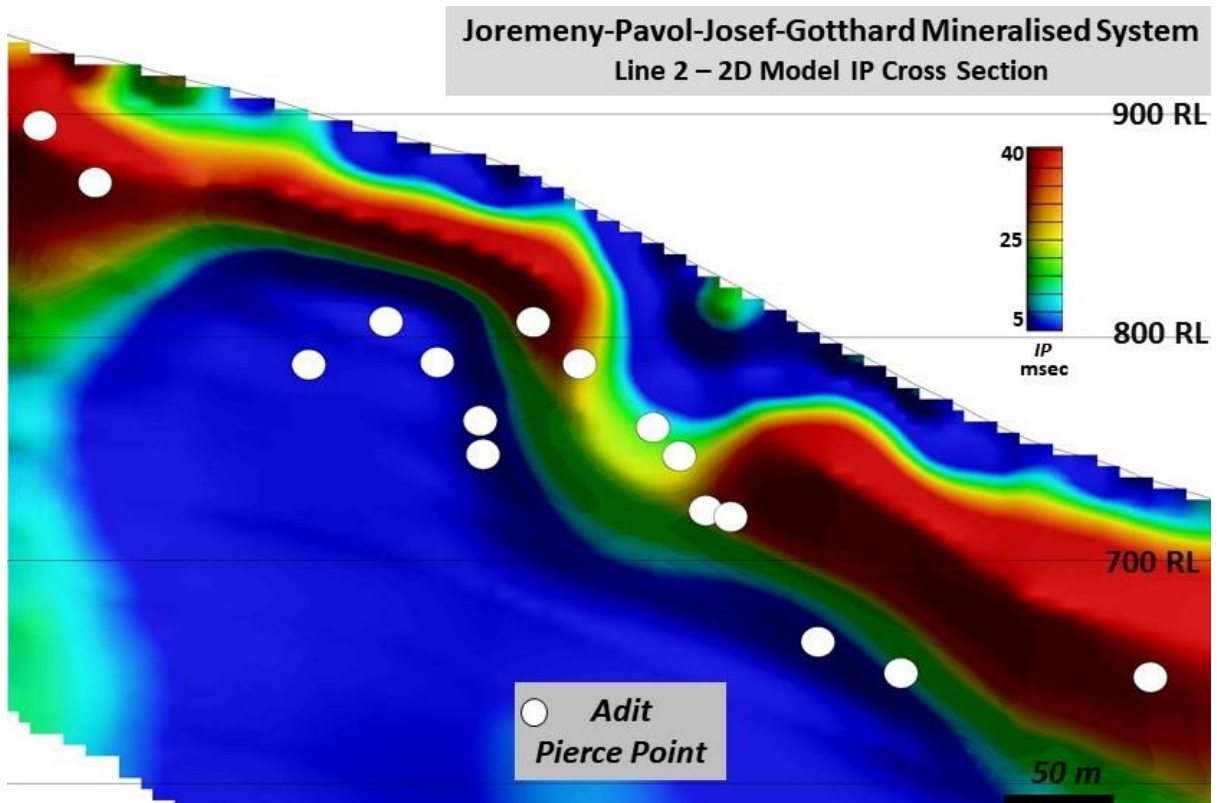 Joremeny-Pavol-Josef-Gotthard Mineralised System
Line 2 – 2D Model IP Cross Section
900 RL
40
25
5
IP
msec
800 RL
700 RL
Adit
Pierce Point
50 m